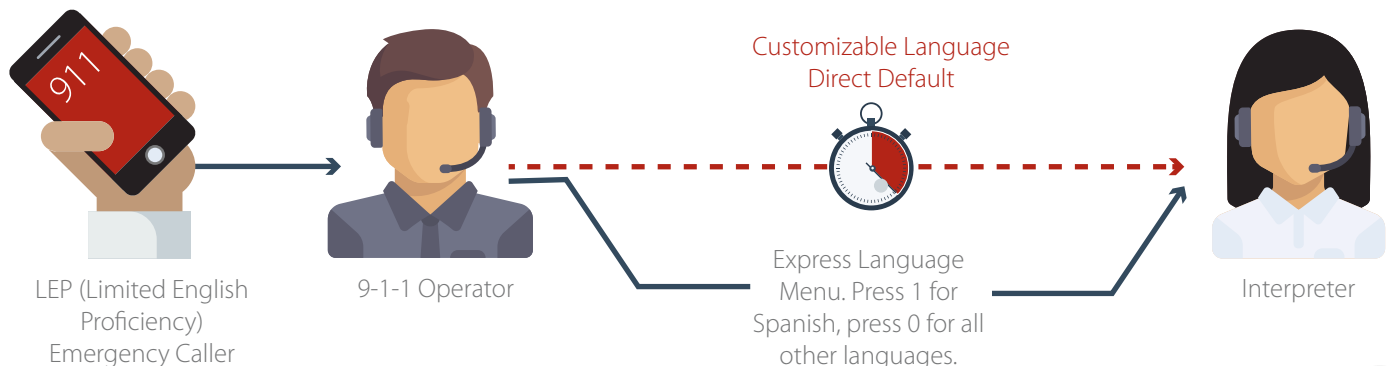 911
LEP (Limited English
Proficiency)
Emergency Caller
9-1-1 Operator
Customizable Language
Direct Default
Express Language
Menu. Press 1 for
Spanish, press 0 for all
other languages.
Interpreter